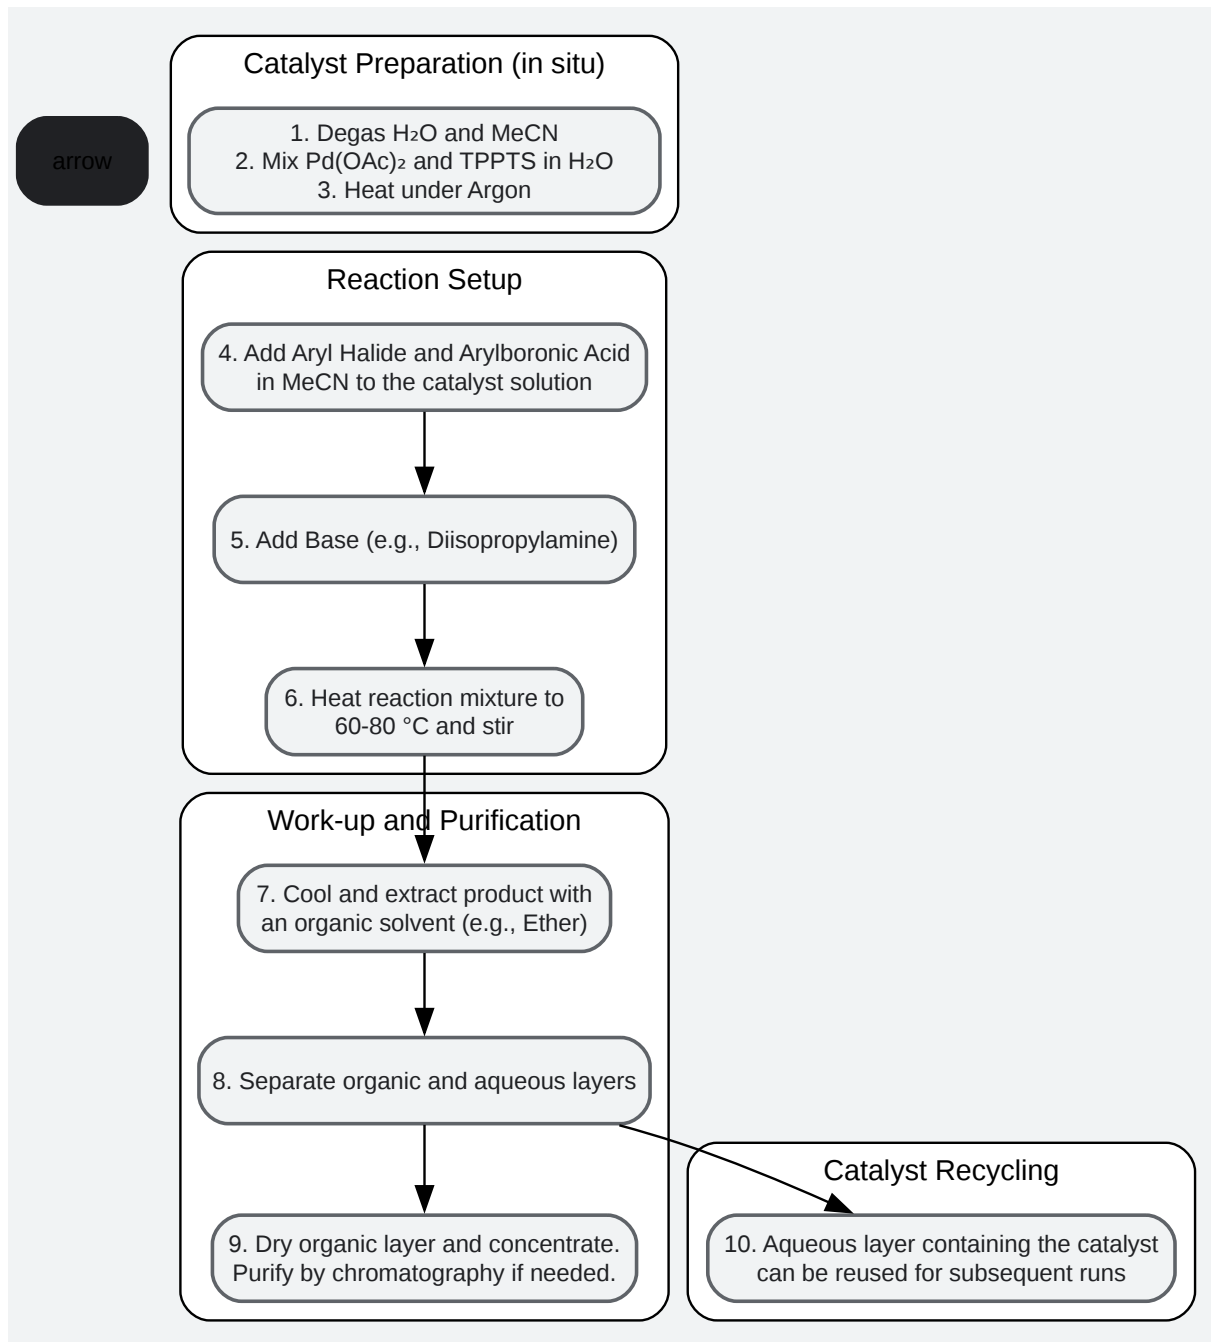 Catalyst Preparation (in situ)
arrow
1. Degas H₂O and MeCN
2. Mix Pd(OAc)₂ and TPPTS in H₂O
3. Heat under Argon
Reaction Setup
4. Add Aryl Halide and Arylboronic Acid
in MeCN to the catalyst solution
5. Add Base (e.g., Diisopropylamine)
6. Heat reaction mixture to
60-80 °C and stir
Work-up and Purification
7. Cool and extract product with
an organic solvent (e.g., Ether)
8. Separate organic and aqueous layers
9. Dry organic layer and concentrate.
Purify by chromatography if needed.
Catalyst Recycling
10. Aqueous layer containing the catalyst
can be reused for subsequent runs